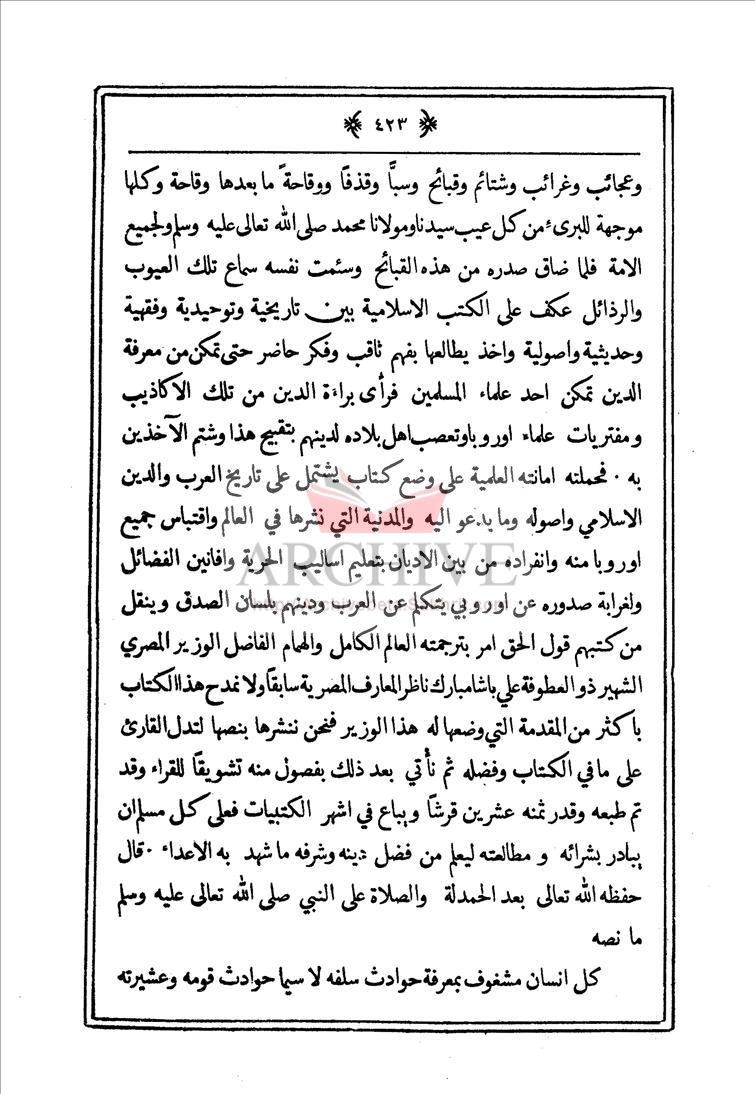 ﴿ ٤٢٣ ﴾
وعجائب وغرائب وشتائم وقبائح وسبًّا وقذفًا ووقاحةً ما بعدها وقاحة وكلها
موجهة للبرىء من كل عيب سيدنا ومولانا محمد صلى الله تعالى عليه وسلم ولجميع
الامة فلما ضاق صدره من هذه القبائح وسئمت نفسه سماع تلك العيوب
والرذائل عكف على الكتب الاسلامية بين تاريخية وتوحيدية وفقهية
وحديثية واصولية واخذ يطالعها بفهم ثاقب وفكر حاضر حتى تمكن من معرفة
الدين تمكن احد علماء المسلمين فرأى براءة الدين من تلك الاكاذيب
ومفتريات علماء اوروبا وتعصب اهل بلاده لدينهم بتقبيح هذا وشتم الآخذين
به ٠ فحملته امانته العلمية على وضع كتاب يشتمل على تاريخ العرب والدين
الاسلامي واصوله وما يدعو اليه والمدنية التي نشرها في العالم واقتباس جميع
اوروبا منه وانفراده من بين الاديان بتعليم اساليب الحرية وافانين الفضائل
ولغرابة صدوره عن اوروبي يتكلم عن العرب ودينهم بلسان الصدق وينقل
من كتبهم قول الحق امر بترجمته العالم الكامل والهمام الفاضل الوزير المصري
الشهير ذو العطوفة علي باشا مبارك ناظر المعارف المصرية سابقًا ولا نمدح هذا الكتاب
باكثر من المقدمة التي وضعها له هذا الوزير فنحن ننشرها بنصها لتدل القارئ
على ما في الكتاب وفضله ثم نأتي بعد ذلك بفصول منه تشويقًا للقراء وقد
تم طبعه وقدر ثمنه عشرين قرشًا ويباع في اشهر الكتبيات فعلى كل مسلم ان
يبادر بشرائه ومطالعته ليعلم من فضل دينه وشرفه ما شهد به الاعداء ٠ قال
حفظه الله تعالى بعد الحمدلة والصلاة على النبي صلى الله تعالى عليه وسلم
ما نصه
كل انسان مشغوف بمعرفة حوادث سلفه لا سيما حوادث قومه وعشيرته
ARCHIVE